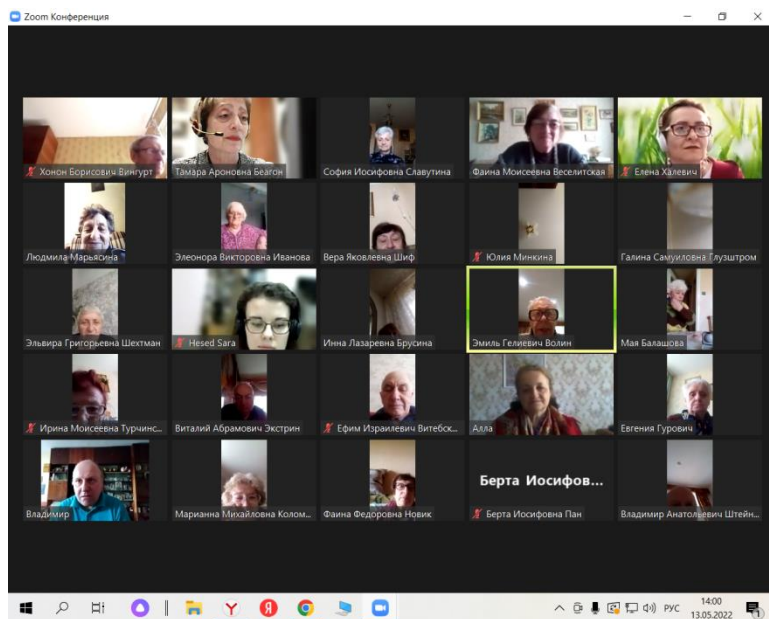 Zoom Конференция
Хонон Борисович Вингурт
Тамара Ароновна Беагон
София Иосифовна Славутина
Фаина Моисеевна Веселитская
Елена Халевич
Людмила Марьясина
Элеонора Викторовна Иванова
Вера Яковлевна Шиф
Юлия Минкина
Галина Самуиловна Глузштром
Эльвира Григорьевна Шехтман
Hesed Sara
Инна Лазаревна Брусина
Эмиль Гелиевич Волин
Мая Балашова
Ирина Моисеевна Турчинс...
Виталий Абрамович Экстрин
Ефим Израилевич Витебск...
Алла
Евгения Гурович
Владимир
Марианна Михайловна Колом...
Фаина Федоровна Новик
Берта Иосифов...
Берта Иосифовна Пан
Владимир Анатольевич Штейн...
РУС
14:00
13.05.2022